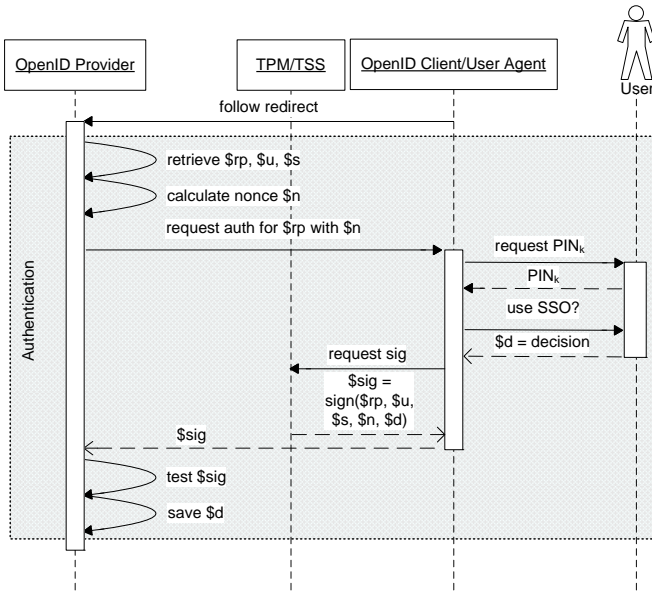 OpenID Provider
TPM/TSS
OpenID Client/User Agent
User
follow redirect
retrieve $rp, $u, $s
calculate nonce $n
request auth for $rp with $n
request PINk
PINk
use SSO?
$d = decision
request sig
$sig =
sign($rp, $u,
$s, $n, $d)
$sig
test $sig
save $d
Authentication